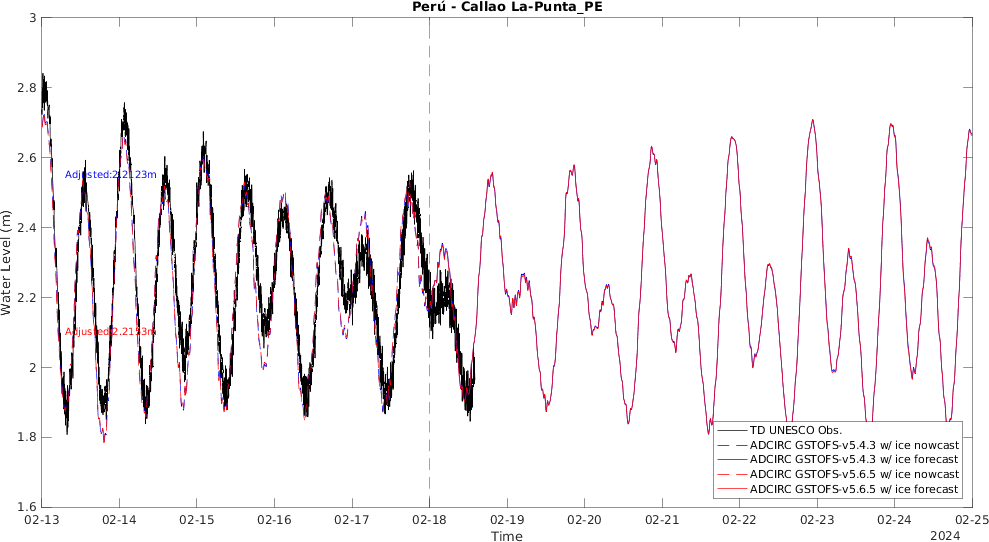 Perú - Callao La-Punta_PE
3
2.8
2.6
2.4
2.2
2
1.8
1.6
Water Level (m)
Adjusted:2.2123m
Adjusted:2.2123m
TD UNESCO Obs.
ADCIRC GSTOFS-v5.4.3 w/ ice nowcast
ADCIRC GSTOFS-v5.4.3 w/ ice forecast
ADCIRC GSTOFS-v5.6.5 w/ ice nowcast
ADCIRC GSTOFS-v5.6.5 w/ ice forecast
02-13 02-14 02-15 02-16 02-17 02-18 02-19 02-20 02-21 02-22 02-23 02-24 02-25
Time
2024